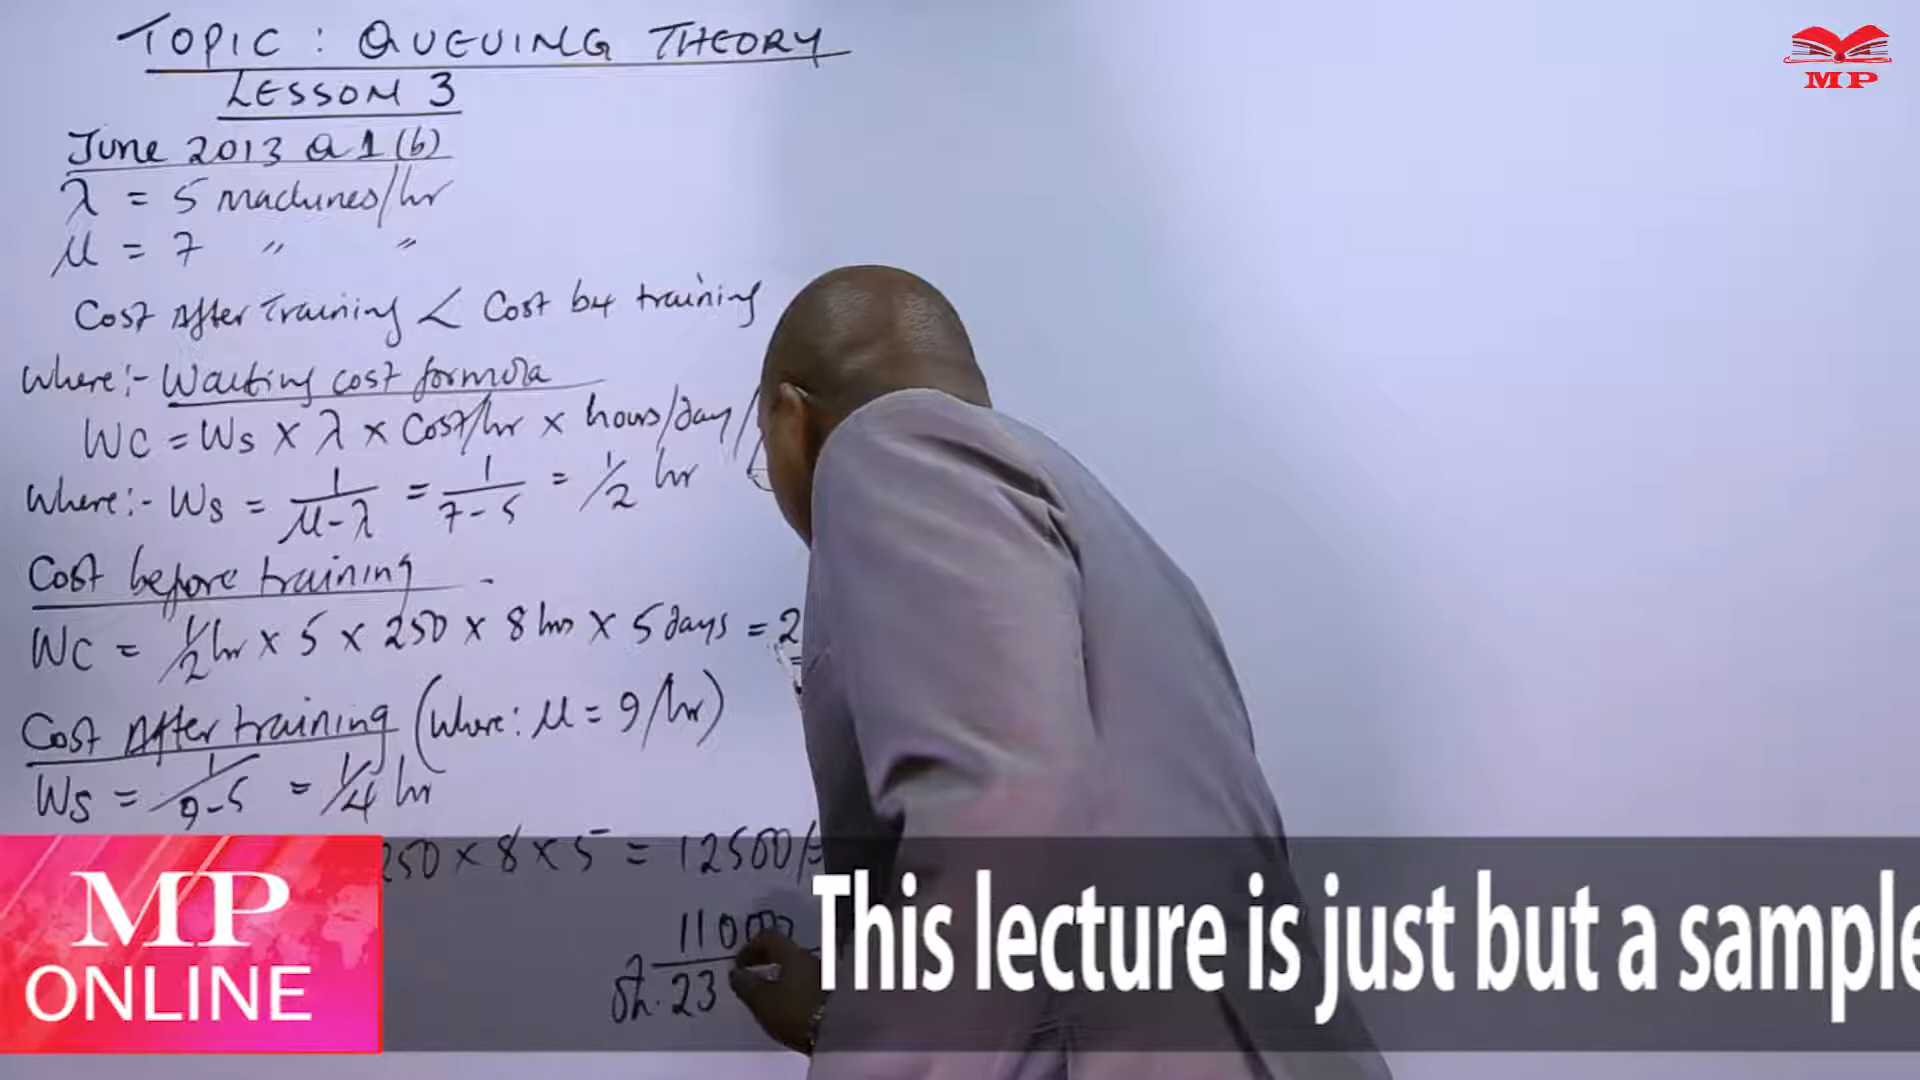 TOPIC : QUEUING THEORY
LESSON 3
June 2013 Q1(b)
λ = 5 machines/hr
μ = 7 " "
Cost After Training < Cost b4 training
Where:- Waiting cost formula
WC = Ws × λ × Cost/hr × hours/day/
Where:- Ws = 1/μ-λ = 1/7-5 = 1/2 hr
Cost before training
WC = 1/2 hr × 5 × 250 × 8 hrs × 5 days = 2
Cost After training (Where: μ = 9/hr)
Ws = 1/9-5 = 1/4 hr
250 × 8 × 5 = 12500/=
11000
Sh. 23
MP
MP
ONLINE
This lecture is just but a sample